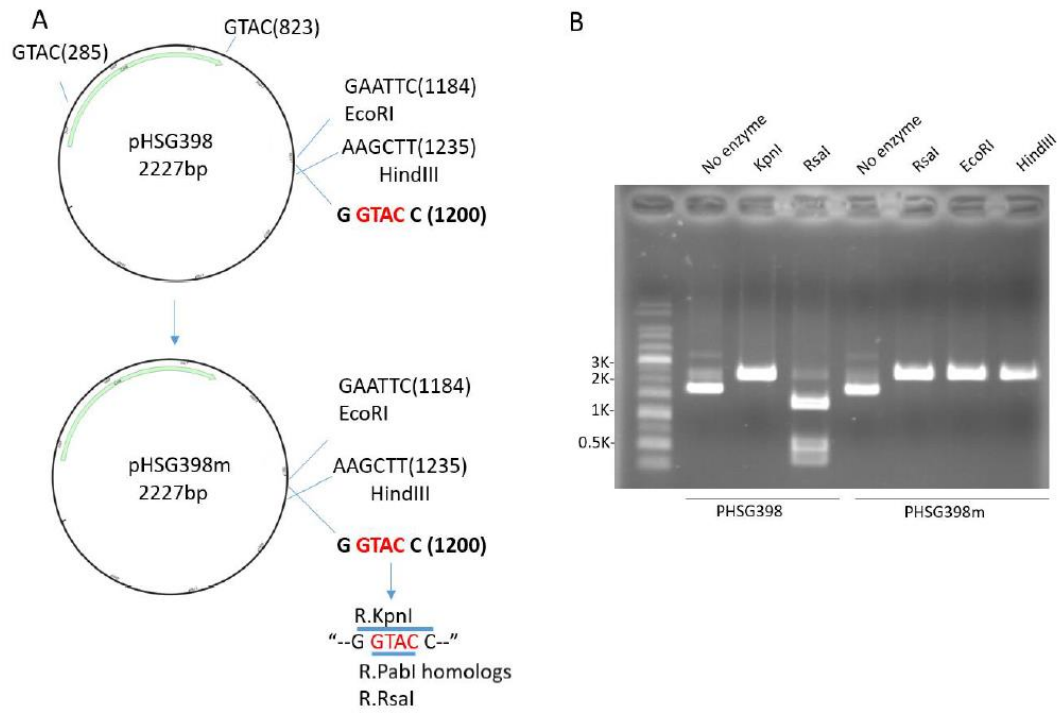 A
GTAC(823)
GTAC(285)
GAATTC(1184)
EcoRI
pHSG398
2227bp
AAGCTT(1235)
HindIII
G GTAC C (1200)
GAATTC(1184)
EcoRI
pHSG398m
2227bp
AAGCTT(1235)
HindIII
G GTAC C (1200)
R.KpnI
“--G GTAC C--”
R.PabI homologs
R.RsaI
B
No enzyme
KpnI
RsaI
No enzyme
RsaI
EcoRI
HindIII
3K-
2K-
1K-
0.5K-
PHSG398
PHSG398m